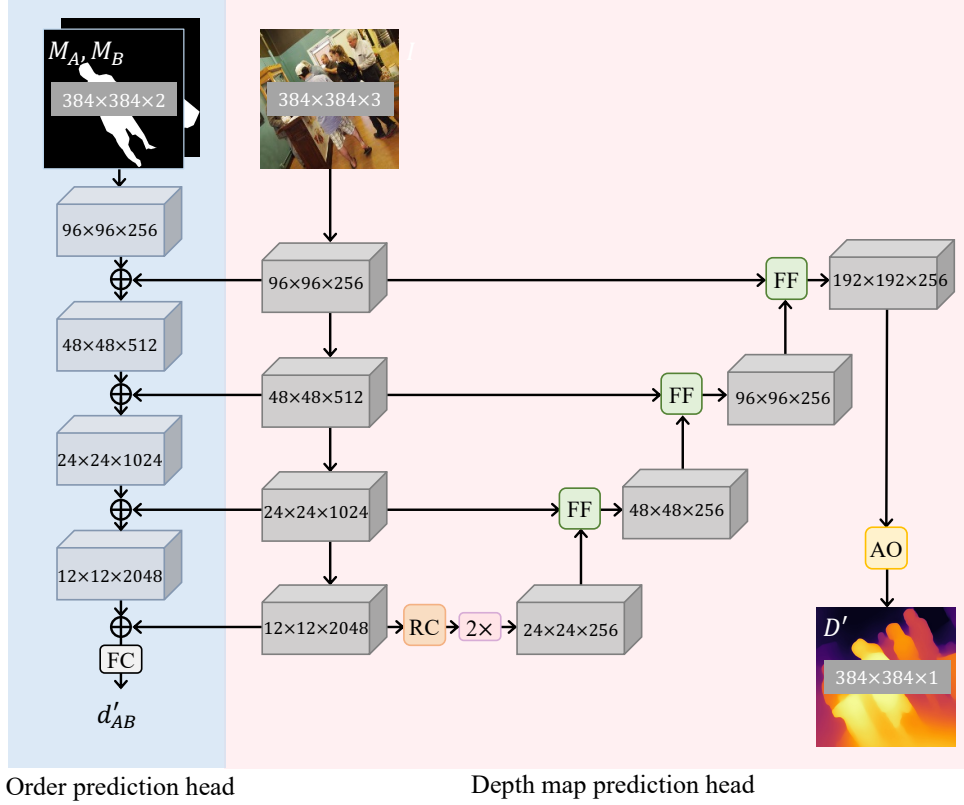 M_A, M_B
384×384×2
I
384×384×3
96×96×256
96×96×256
FF
192×192×256
48×48×512
48×48×512
FF
96×96×256
24×24×1024
24×24×1024
FF
48×48×256
AO
12×12×2048
12×12×2048
RC
2×
24×24×256
D′
384×384×1
FC
d′_AB
Order prediction head
Depth map prediction head